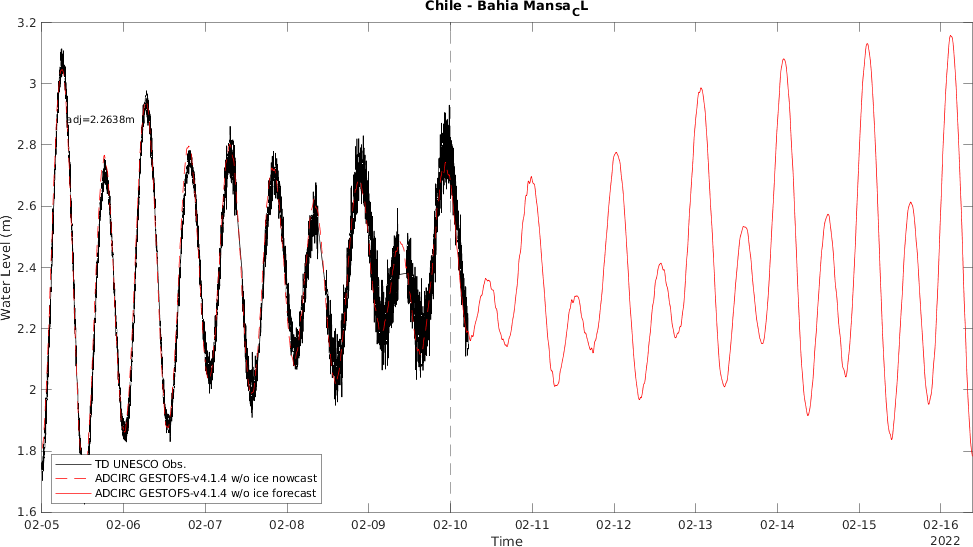 Chile - Bahia Mansa_CL
3.2
3
2.8
2.6
2.4
2.2
2
1.8
1.6
Water Level (m)
adj=2.2638m
TD UNESCO Obs.
ADCIRC GESTOFS-v4.1.4 w/o ice nowcast
ADCIRC GESTOFS-v4.1.4 w/o ice forecast
02-05 02-06 02-07 02-08 02-09 02-10 02-11 02-12 02-13 02-14 02-15 02-16
Time
2022